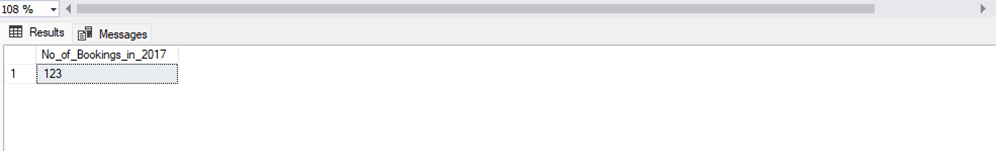 108 %
Results Messages
No_of_Bookings_in_2017
1 123